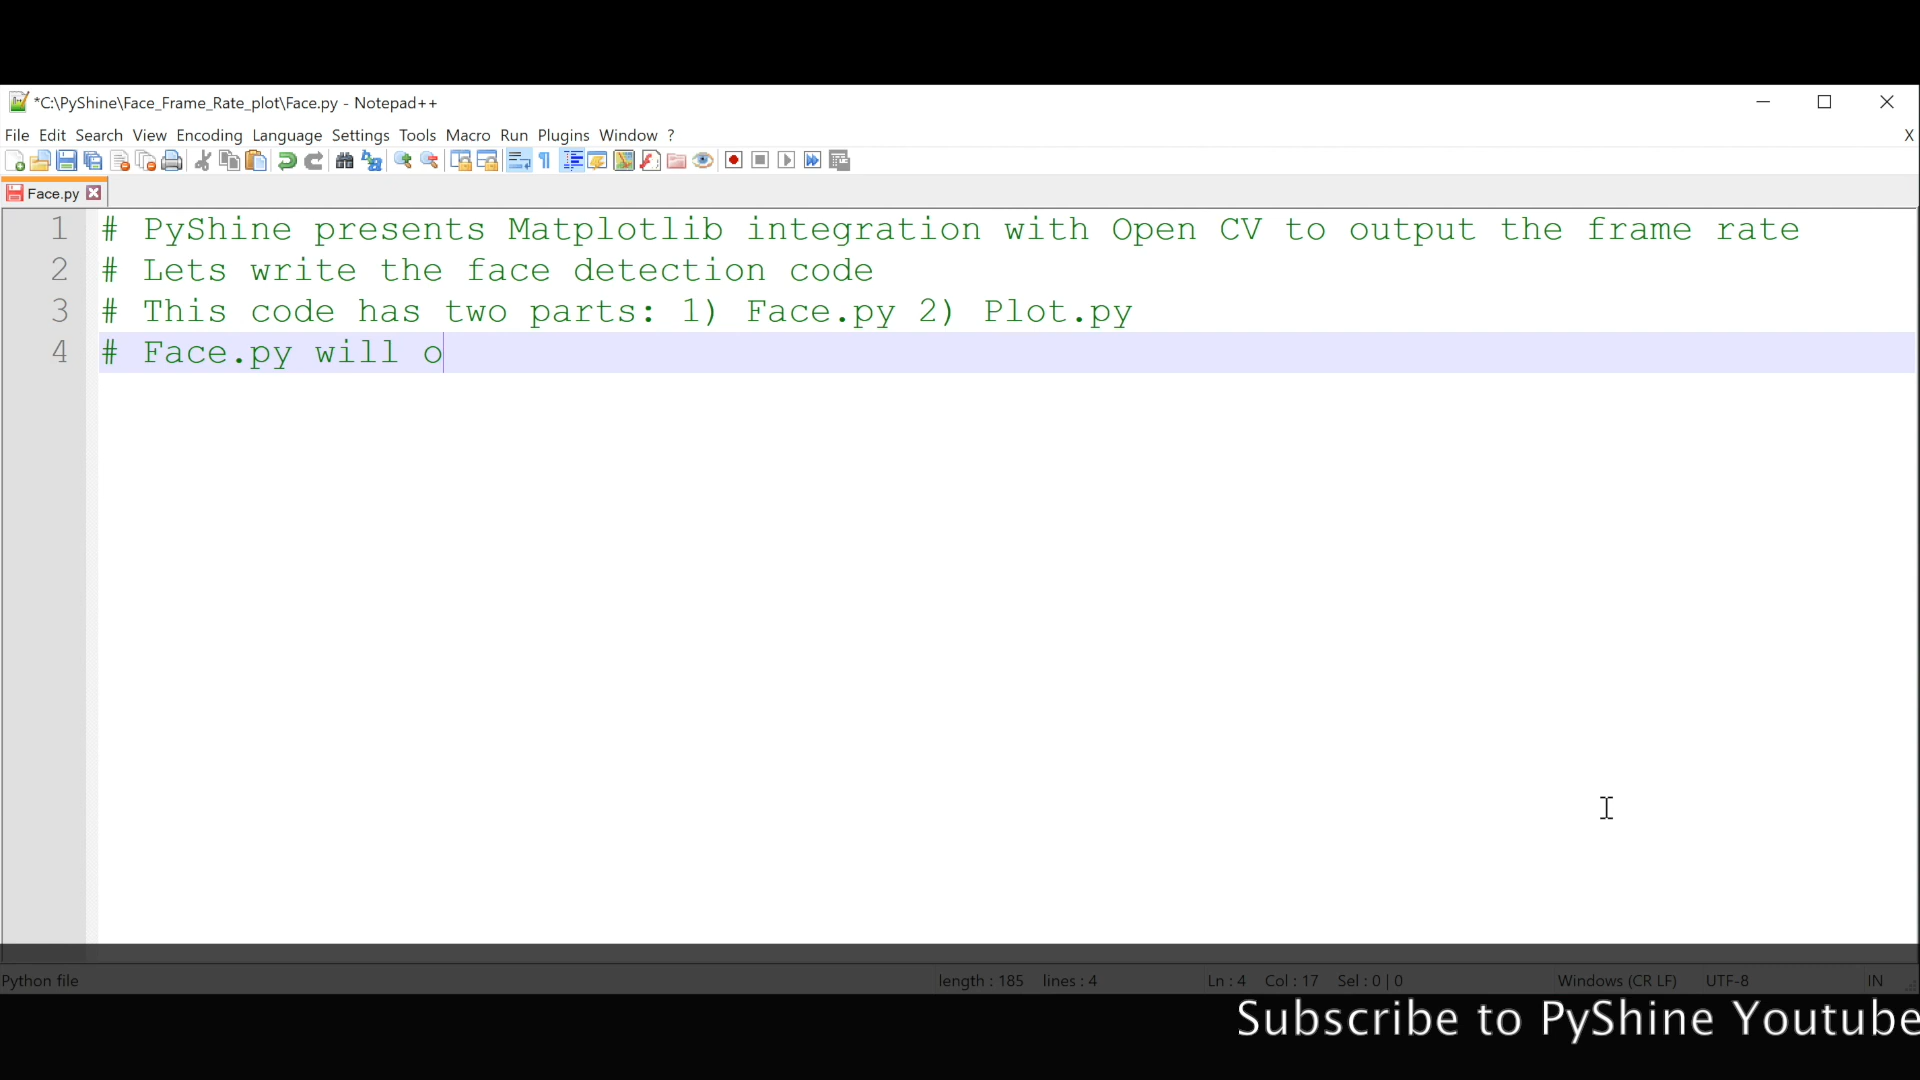 *C:\PyShine\Face_Frame_Rate_plot\Face.py - Notepad++
File Edit Search View Encoding Language Settings Tools Macro Run Plugins Window ? X
Face.py
1 # PyShine presents Matplotlib integration with Open CV to output the frame rate
2 # Lets write the face detection code
3 # This code has two parts: 1) Face.py 2) Plot.py
4 # Face.py will o
Python file length : 185 lines : 4 Ln : 4 Col : 17 Sel : 0 | 0 Windows (CR LF) UTF-8 IN
Subscribe to PyShine Youtube